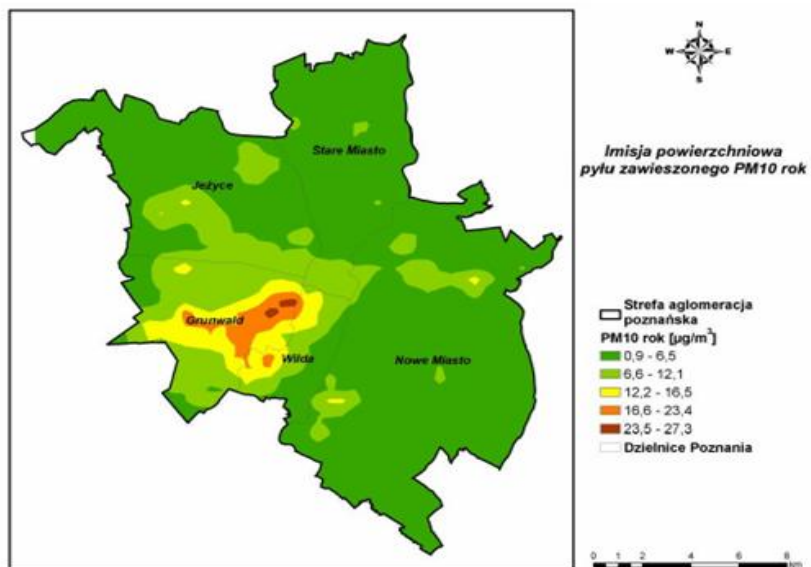 N
W E
S
Imisja powierzchniowa
pyłu zawieszonego PM10 rok
Stare Miasto
Jeżyce
Grunwald
Wilda
Nowe Miasto
Strefa aglomeracja
poznańska
PM10 rok [µg/m³]
0,9 - 6,5
6,6 - 12,1
12,2 - 16,5
16,6 - 23,4
23,5 - 27,3
Dzielnice Poznania
0 1 2 4 6 8
km